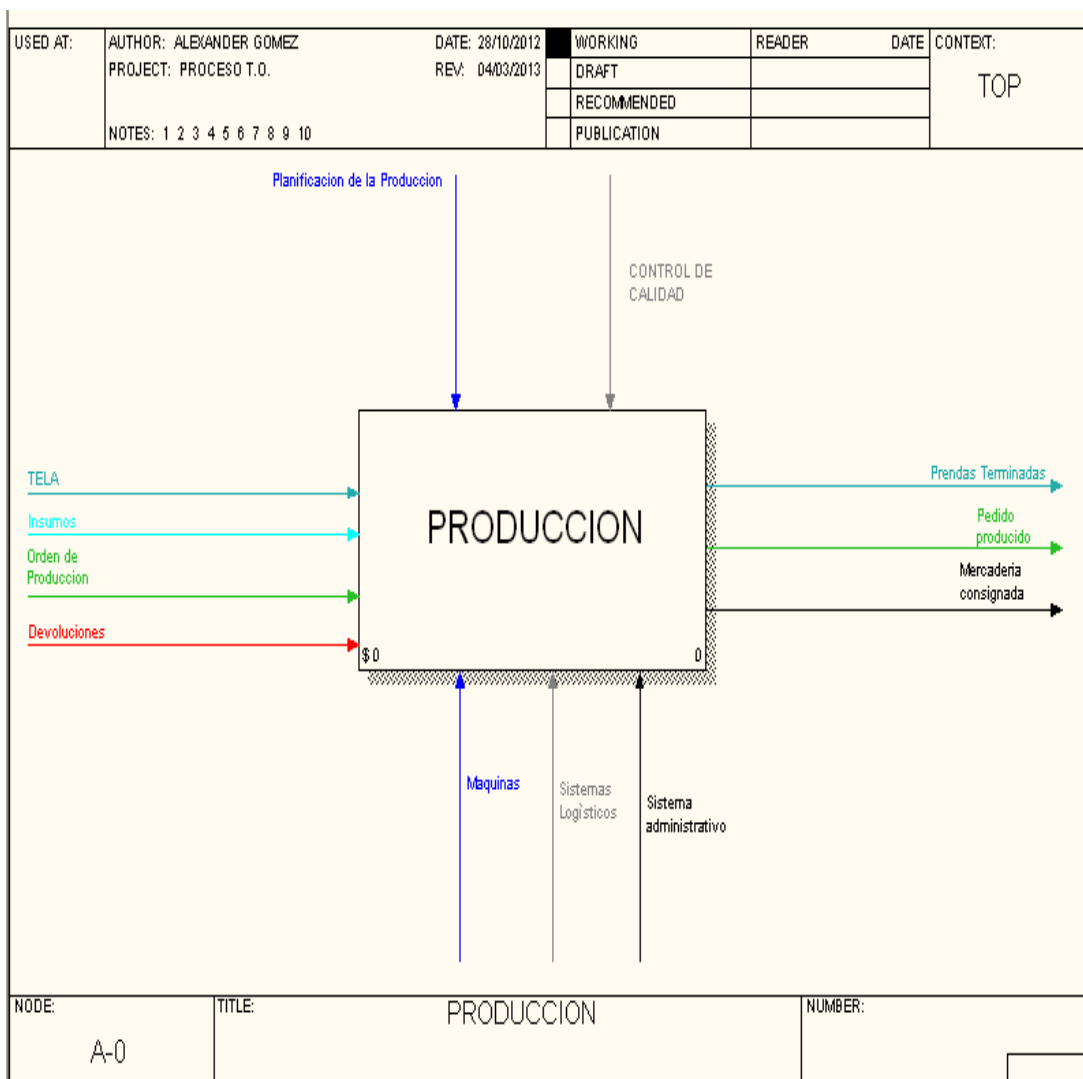 USED AT:
AUTHOR: ALEXANDER GOMEZ
DATE: 28/10/2012
PROJECT: PROCESO T.O.
REV: 04/03/2013
NOTES: 1 2 3 4 5 6 7 8 9 10
WORKING
DRAFT
RECOMMENDED
PUBLICATION
READER
DATE
CONTEXT:
TOP
Planificacion de la Produccion
CONTROL DE
CALIDAD
TELA
Insumos
Orden de
Produccion
Devoluciones
PRODUCCION
$ 0
0
Prendas Terminadas
Pedido
producido
Mercaderia
consignada
Maquinas
Sistemas
Logìsticos
Sistema
administrativo
NODE:
A-0
TITLE:
PRODUCCION
NUMBER: